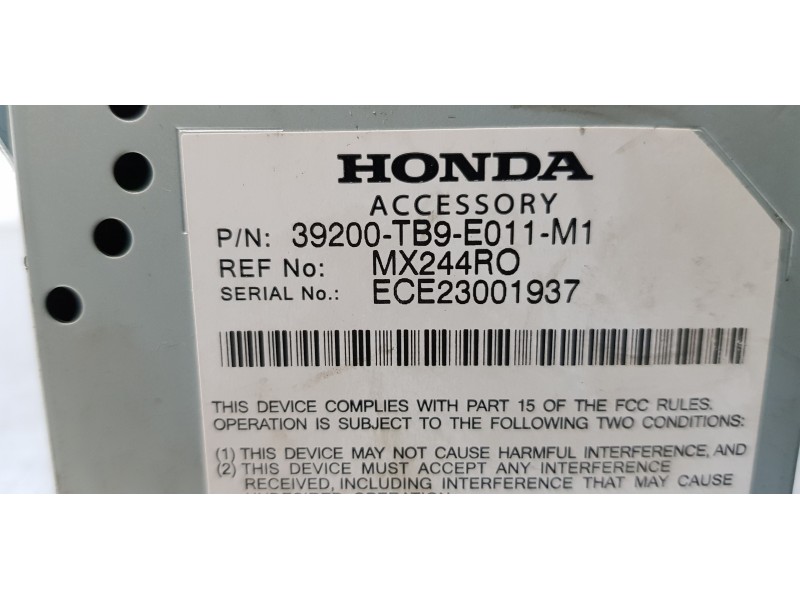 HONDA
ACCESSORY
P/N: 39200-TB9-E011-M1
REF No: MX244RO
SERIAL No.: ECE23001937
THIS DEVICE COMPLIES WITH PART 15 OF THE FCC RULES.
OPERATION IS SUBJECT TO THE FOLLOWING TWO CONDITIONS:
(1) THIS DEVICE MAY NOT CAUSE HARMFUL INTERFERENCE, AND
(2) THIS DEVICE MUST ACCEPT ANY INTERFERENCE
RECEIVED, INCLUDING INTERFERENCE THAT MAY CAUSE
UNDESIRED OPERATION